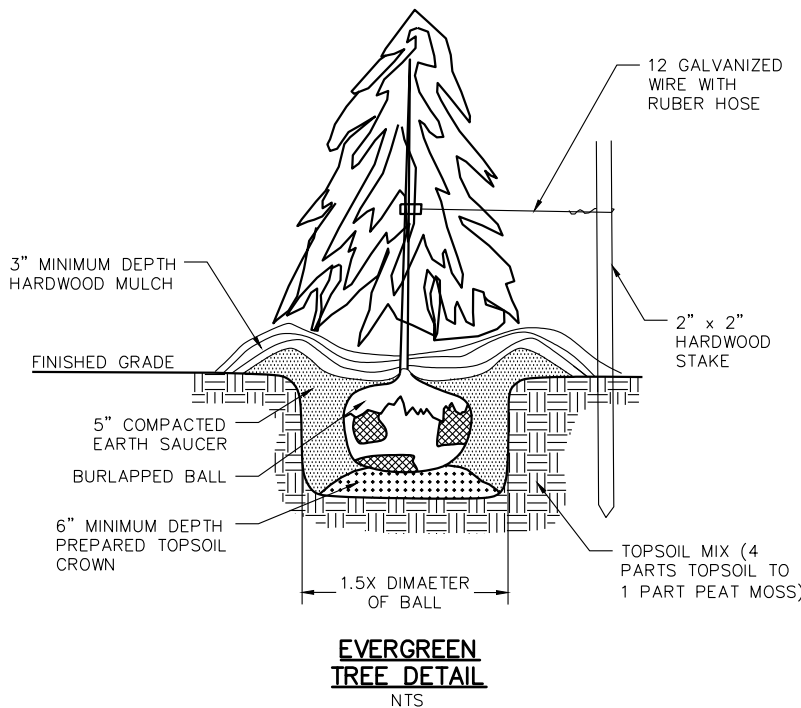 12 GALVANIZED
WIRE WITH
RUBER HOSE
3" MINIMUM DEPTH
HARDWOOD MULCH
2" x 2"
HARDWOOD
STAKE
FINISHED GRADE
5" COMPACTED
EARTH SAUCER
BURLAPPED BALL
6" MINIMUM DEPTH
PREPARED TOPSOIL
CROWN
TOPSOIL MIX (4
PARTS TOPSOIL TO
1 PART PEAT MOSS)
1.5X DIMAETER
OF BALL
EVERGREEN
TREE DETAIL
NTS